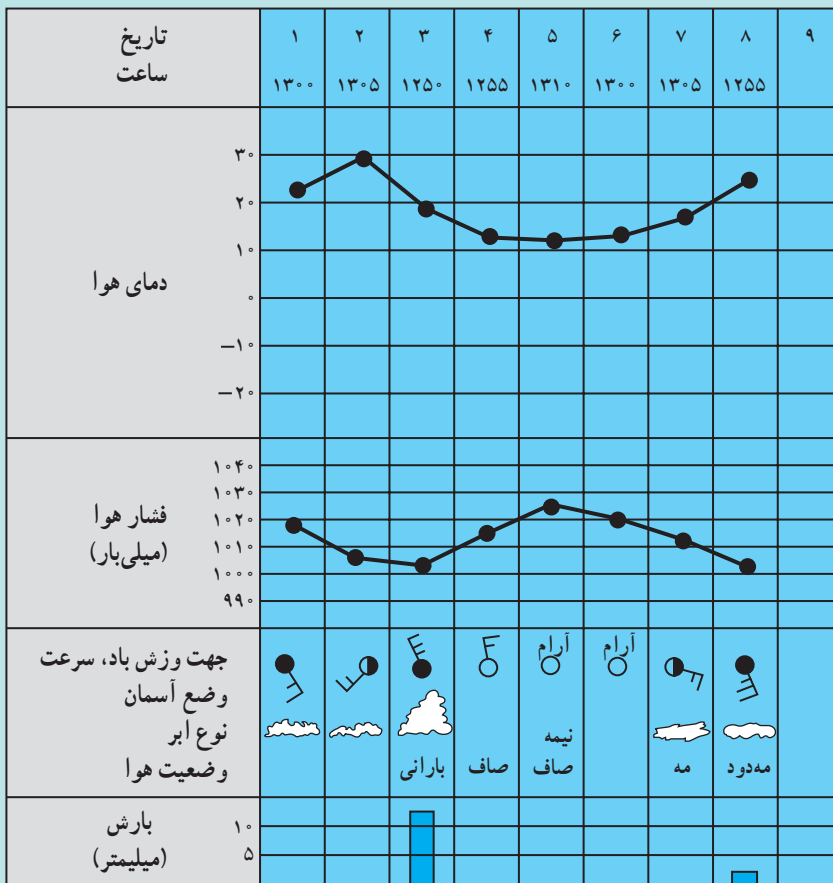 تاریخ ۱ ۲ ۳ ۴ ۵ ۶ ۷ ۸ ۹
ساعت ۱۳۰۰ ۱۳۰۵ ۱۲۵۰ ۱۲۵۵ ۱۳۱۰ ۱۳۰۰ ۱۳۰۵ ۱۲۵۵
دمای هوا
۳۰
۲۰
۱۰
۰
−۱۰
−۲۰
فشار هوا
(میلی‌بار)
۱۰۴۰
۱۰۳۰
۱۰۲۰
۱۰۱۰
۱۰۰۰
۹۹۰
جهت وزش باد، سرعت
وضع آسمان
نوع ابر
وضعیت هوا
آرام آرام
بارانی
صاف
نیمه
صاف
مه
مه‌دود
بارش
(میلیمتر)
۱۰
۵